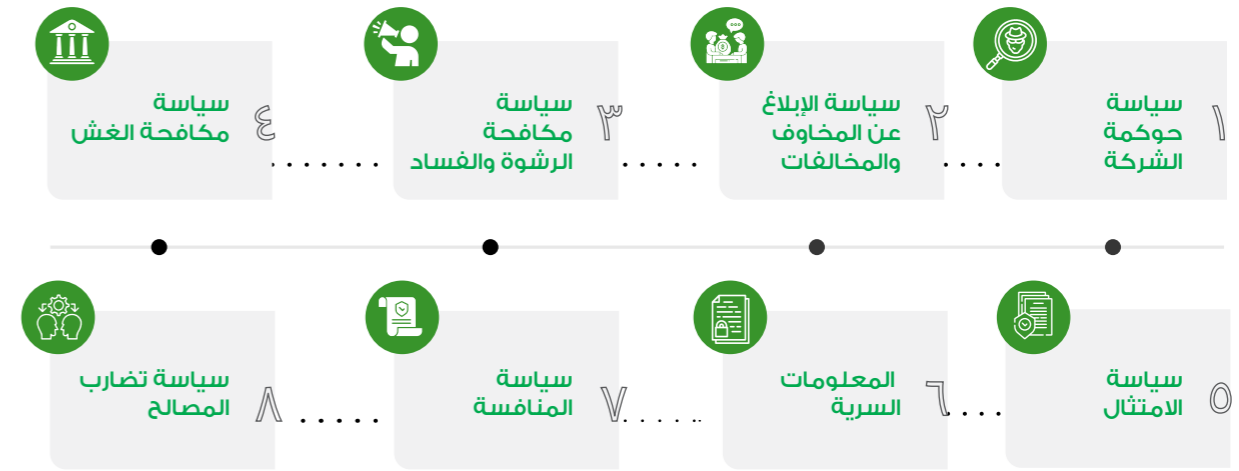 ١
سياسة
حوكمة
الشركة
٢
سياسة الإبلاغ
عن المخاوف
والمخالفات
٣
سياسة
مكافحة
الرشوة والفساد
٤
سياسة
مكافحة الغش
٥
سياسة
الامتثال
٦
المعلومات
السرية
٧
سياسة
المنافسة
٨
سياسة تضارب
المصالح